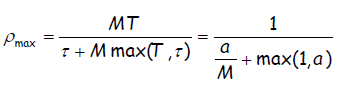 ρ_max = MT / (τ + M max(T, τ)) = 1 / (a/M + max(1, a))